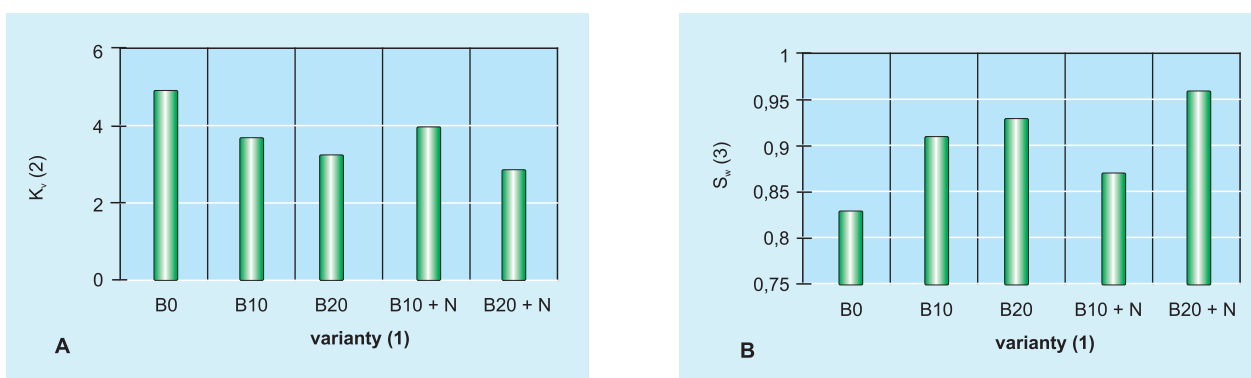 6
4
2
0
Kv (2)
B0 B10 B20 B10 + N B20 + N
varianty (1)
A
1
0,95
0,9
0,85
0,8
0,75
Sw (3)
B0 B10 B20 B10 + N B20 + N
varianty (1)
B